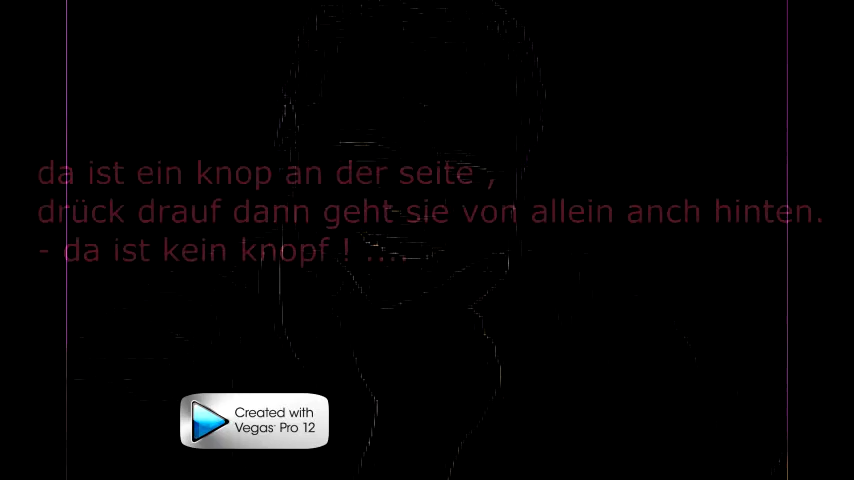 da ist ein knop an der seite ,
drück drauf dann geht sie von allein anch hinten.
- da ist kein knopf ! ....
Created with
Vegas™ Pro 12